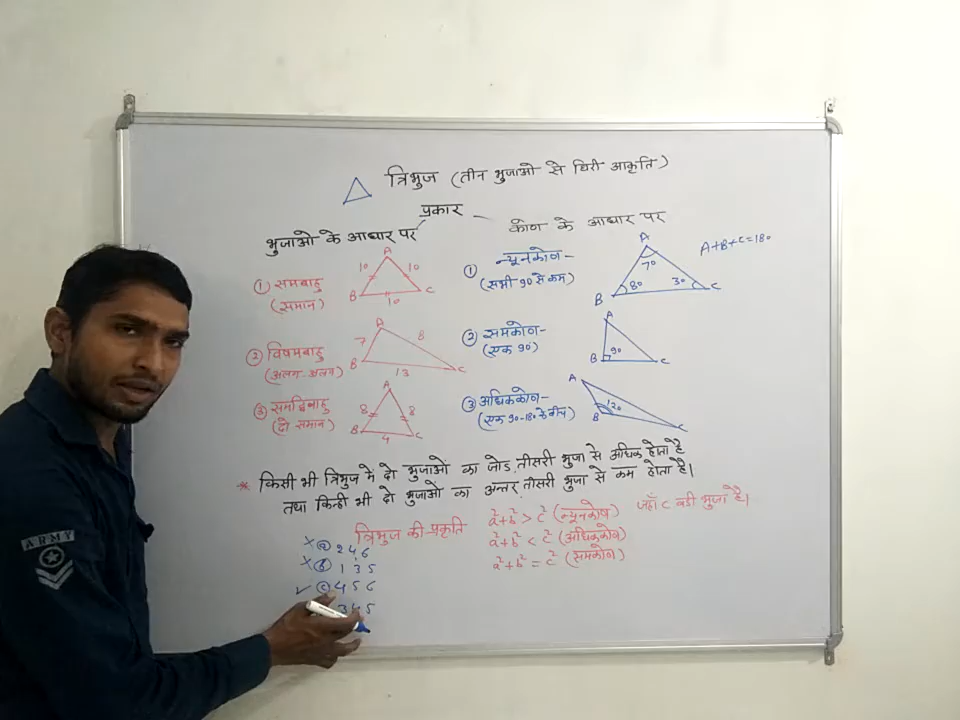 त्रिभुज (तीन भुजाओ से घिरी आकृति)
प्रकार
भुजाओ के आधार पर
① समबाहु
(समान)
A
10 10
B 10 C
② विषमबाहु
(अलग-अलग)
A
7 8
B 13 C
③ समद्विबाहु
(दो समान)
A
8 8
B 4 C
कोण के आधार पर
① न्यूनकोण-
(सभी 90 से कम)
A
70
80 30
B C
A+B+C=180
② समकोण-
(एक 90)
A
B 90 C
③ अधिककोण-
(एक 90-180 के बीच)
A
120
B C
* किसी भी त्रिभुज मे दो भुजाओं का जोड़ तीसरी भुजा से अधिक होता है
तथा किन्ही भी दो भुजाओं का अन्तर तीसरी भुजा से कम होता है।
त्रिभुज की प्रकृति
a²+b² > c² (न्यूनकोण) जहाँ c बडी भुजा है।
a²+b² < c² (अधिककोण)
a²+b² = c² (समकोण)
× ⓐ 2 4 6
× ⓑ 1 3 5
✓ ⓒ 4 5 6
3 4 5
ARMY